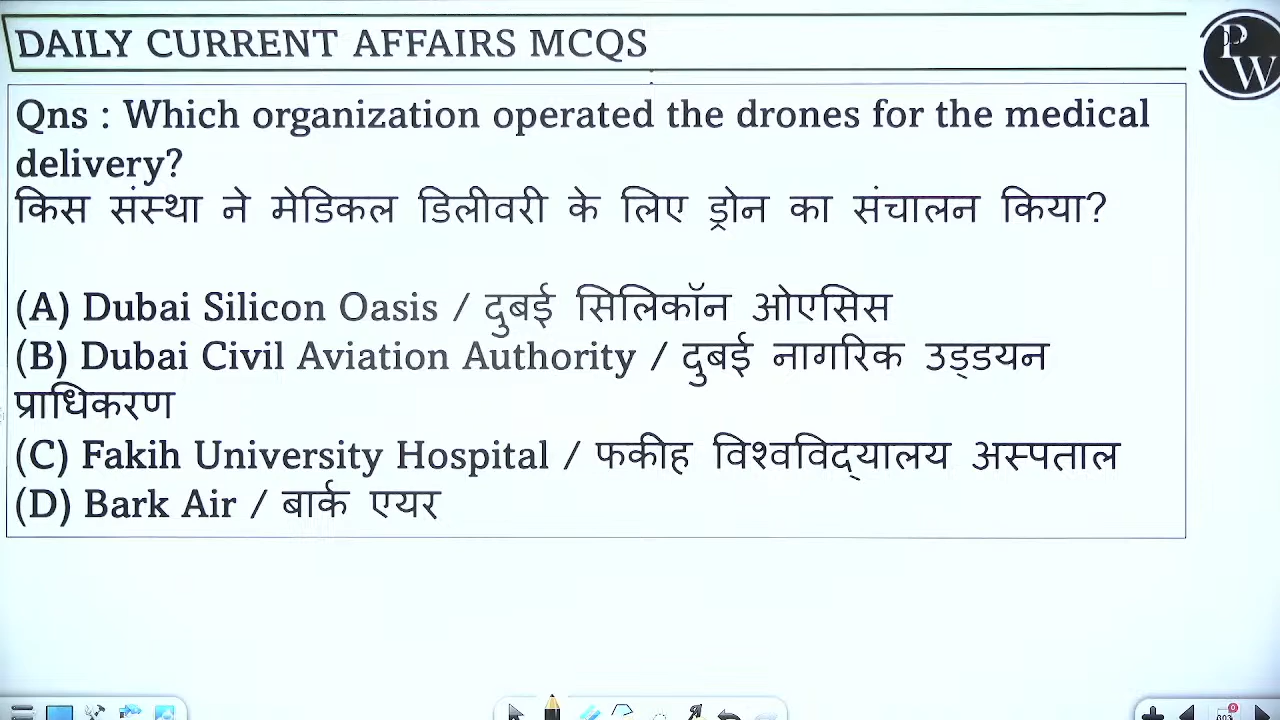 DAILY CURRENT AFFAIRS MCQS
PW
Qns : Which organization operated the drones for the medical
delivery?
किस संस्था ने मेडिकल डिलीवरी के लिए ड्रोन का संचालन किया?
(A) Dubai Silicon Oasis / दुबई सिलिकॉन ओएसिस
(B) Dubai Civil Aviation Authority / दुबई नागरिक उड्डयन
प्राधिकरण
(C) Fakih University Hospital / फकीह विश्वविद्यालय अस्पताल
(D) Bark Air / बार्क एयर